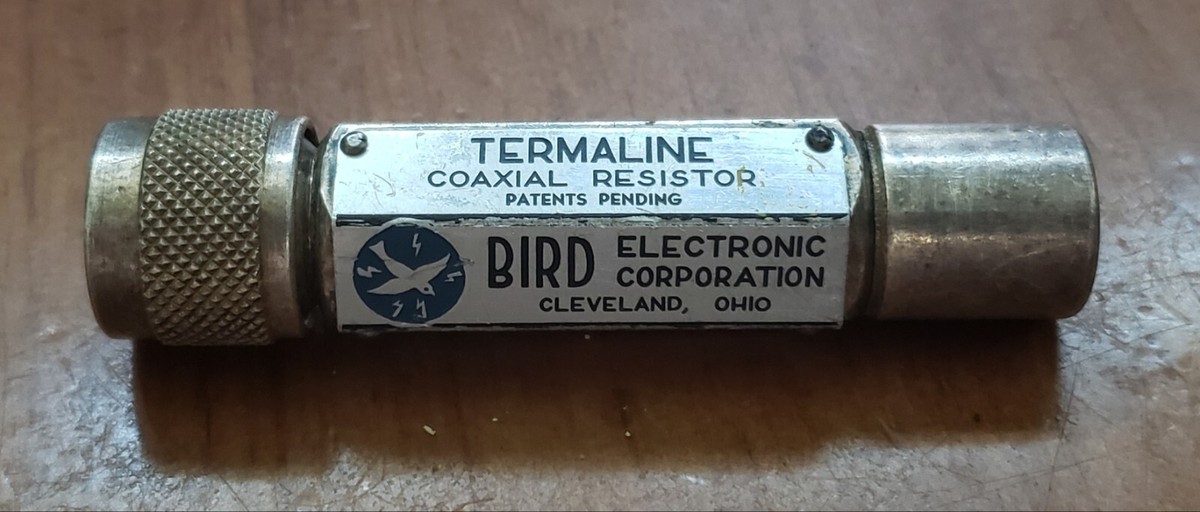 TERMALINE
COAXIAL RESISTOR
PATENTS PENDING
BIRD ELECTRONIC
CORPORATION
CLEVELAND, OHIO